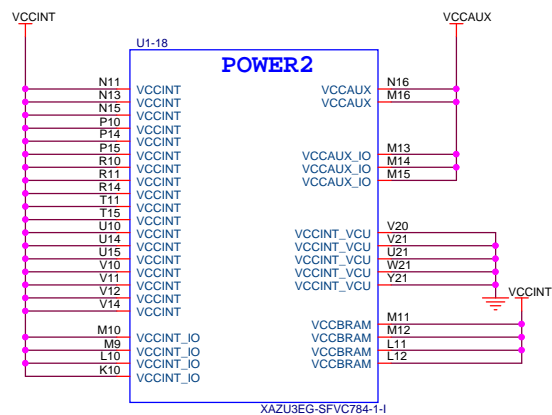 VCCINT VCCAUX
U1-18
POWER2
N11 VCCINT VCCAUX N16
N13 VCCINT VCCAUX M16
N15 VCCINT
P10 VCCINT
P14 VCCINT
P15 VCCINT VCCAUX_IO M13
R10 VCCINT VCCAUX_IO M14
R11 VCCINT VCCAUX_IO M15
R14 VCCINT
T11 VCCINT
T15 VCCINT
U10 VCCINT VCCINT_VCU V20
U14 VCCINT VCCINT_VCU V21
U15 VCCINT VCCINT_VCU U21
V10 VCCINT VCCINT_VCU W21
V11 VCCINT VCCINT_VCU Y21
V12 VCCINT VCCINT
V14 VCCINT
VCCBRAM M11
M10 VCCINT_IO VCCBRAM M12
M9 VCCINT_IO VCCBRAM L11
L10 VCCINT_IO VCCBRAM L12
K10 VCCINT_IO
XAZU3EG-SFVC784-1-I